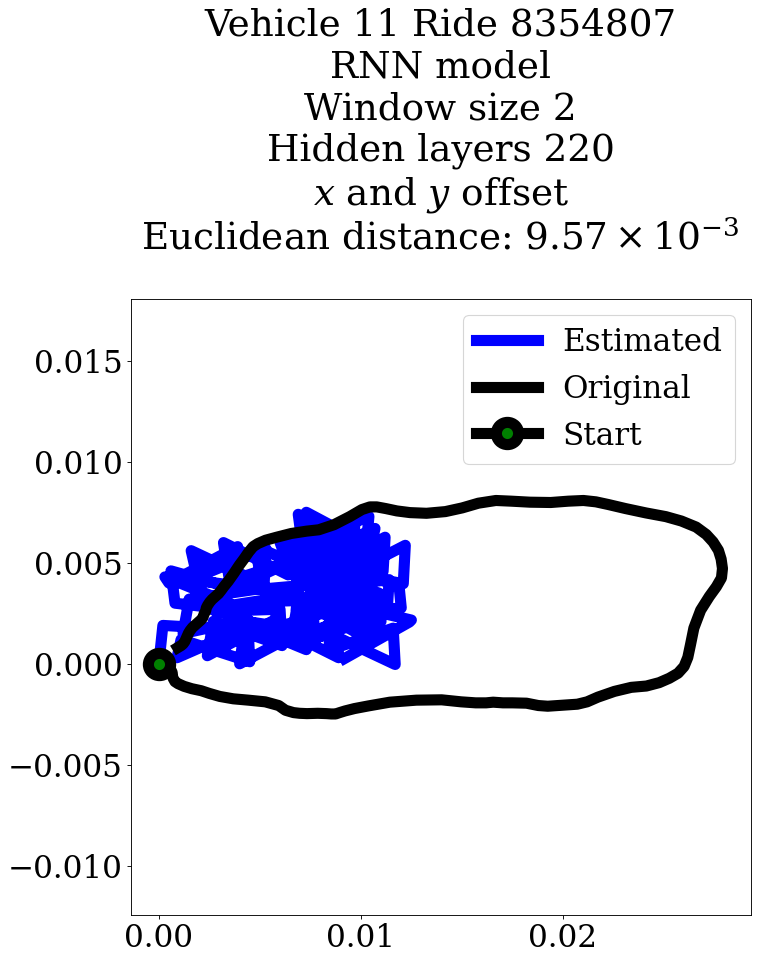 Vehicle 11 Ride 8354807
RNN model
Window size 2
Hidden layers 220
x and y offset
Euclidean distance: 9.57 × 10⁻³
Estimated
Original
Start
0.015
0.010
0.005
0.000
−0.005
−0.010
0.00 0.01 0.02